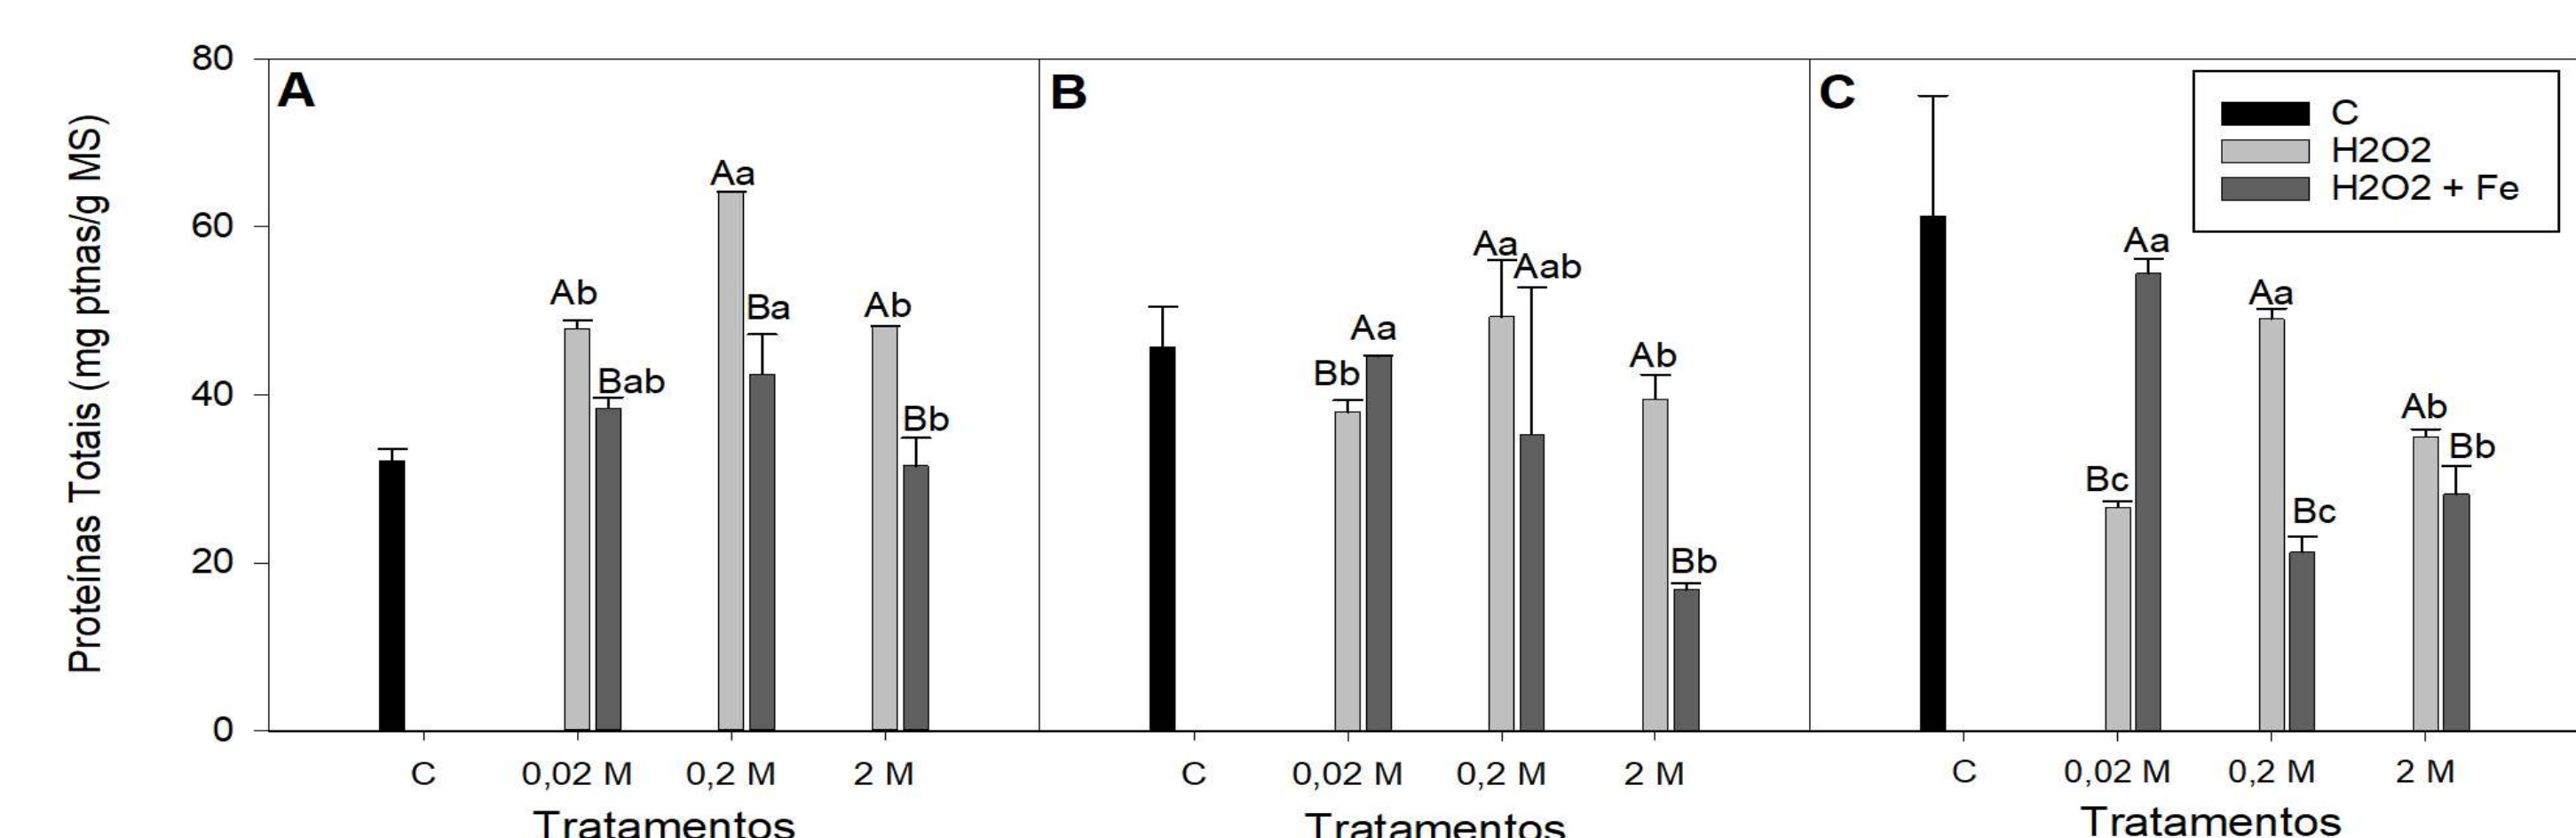 Proteínas Totais (mg ptnas/g MS)
80
60
40
20
0
A
Ab
Bab
Aa
Ba
Ab
Bb
C
0,02 M
0,2 M
2 M
Tratamentos
B
Bb
Aa
Aa
Aab
Ab
Bb
C
0,02 M
0,2 M
2 M
Tratamentos
C
Bc
Aa
Aa
Bc
Ab
Bb
C
0,02 M
0,2 M
2 M
Tratamentos
C
H2O2
H2O2 + Fe